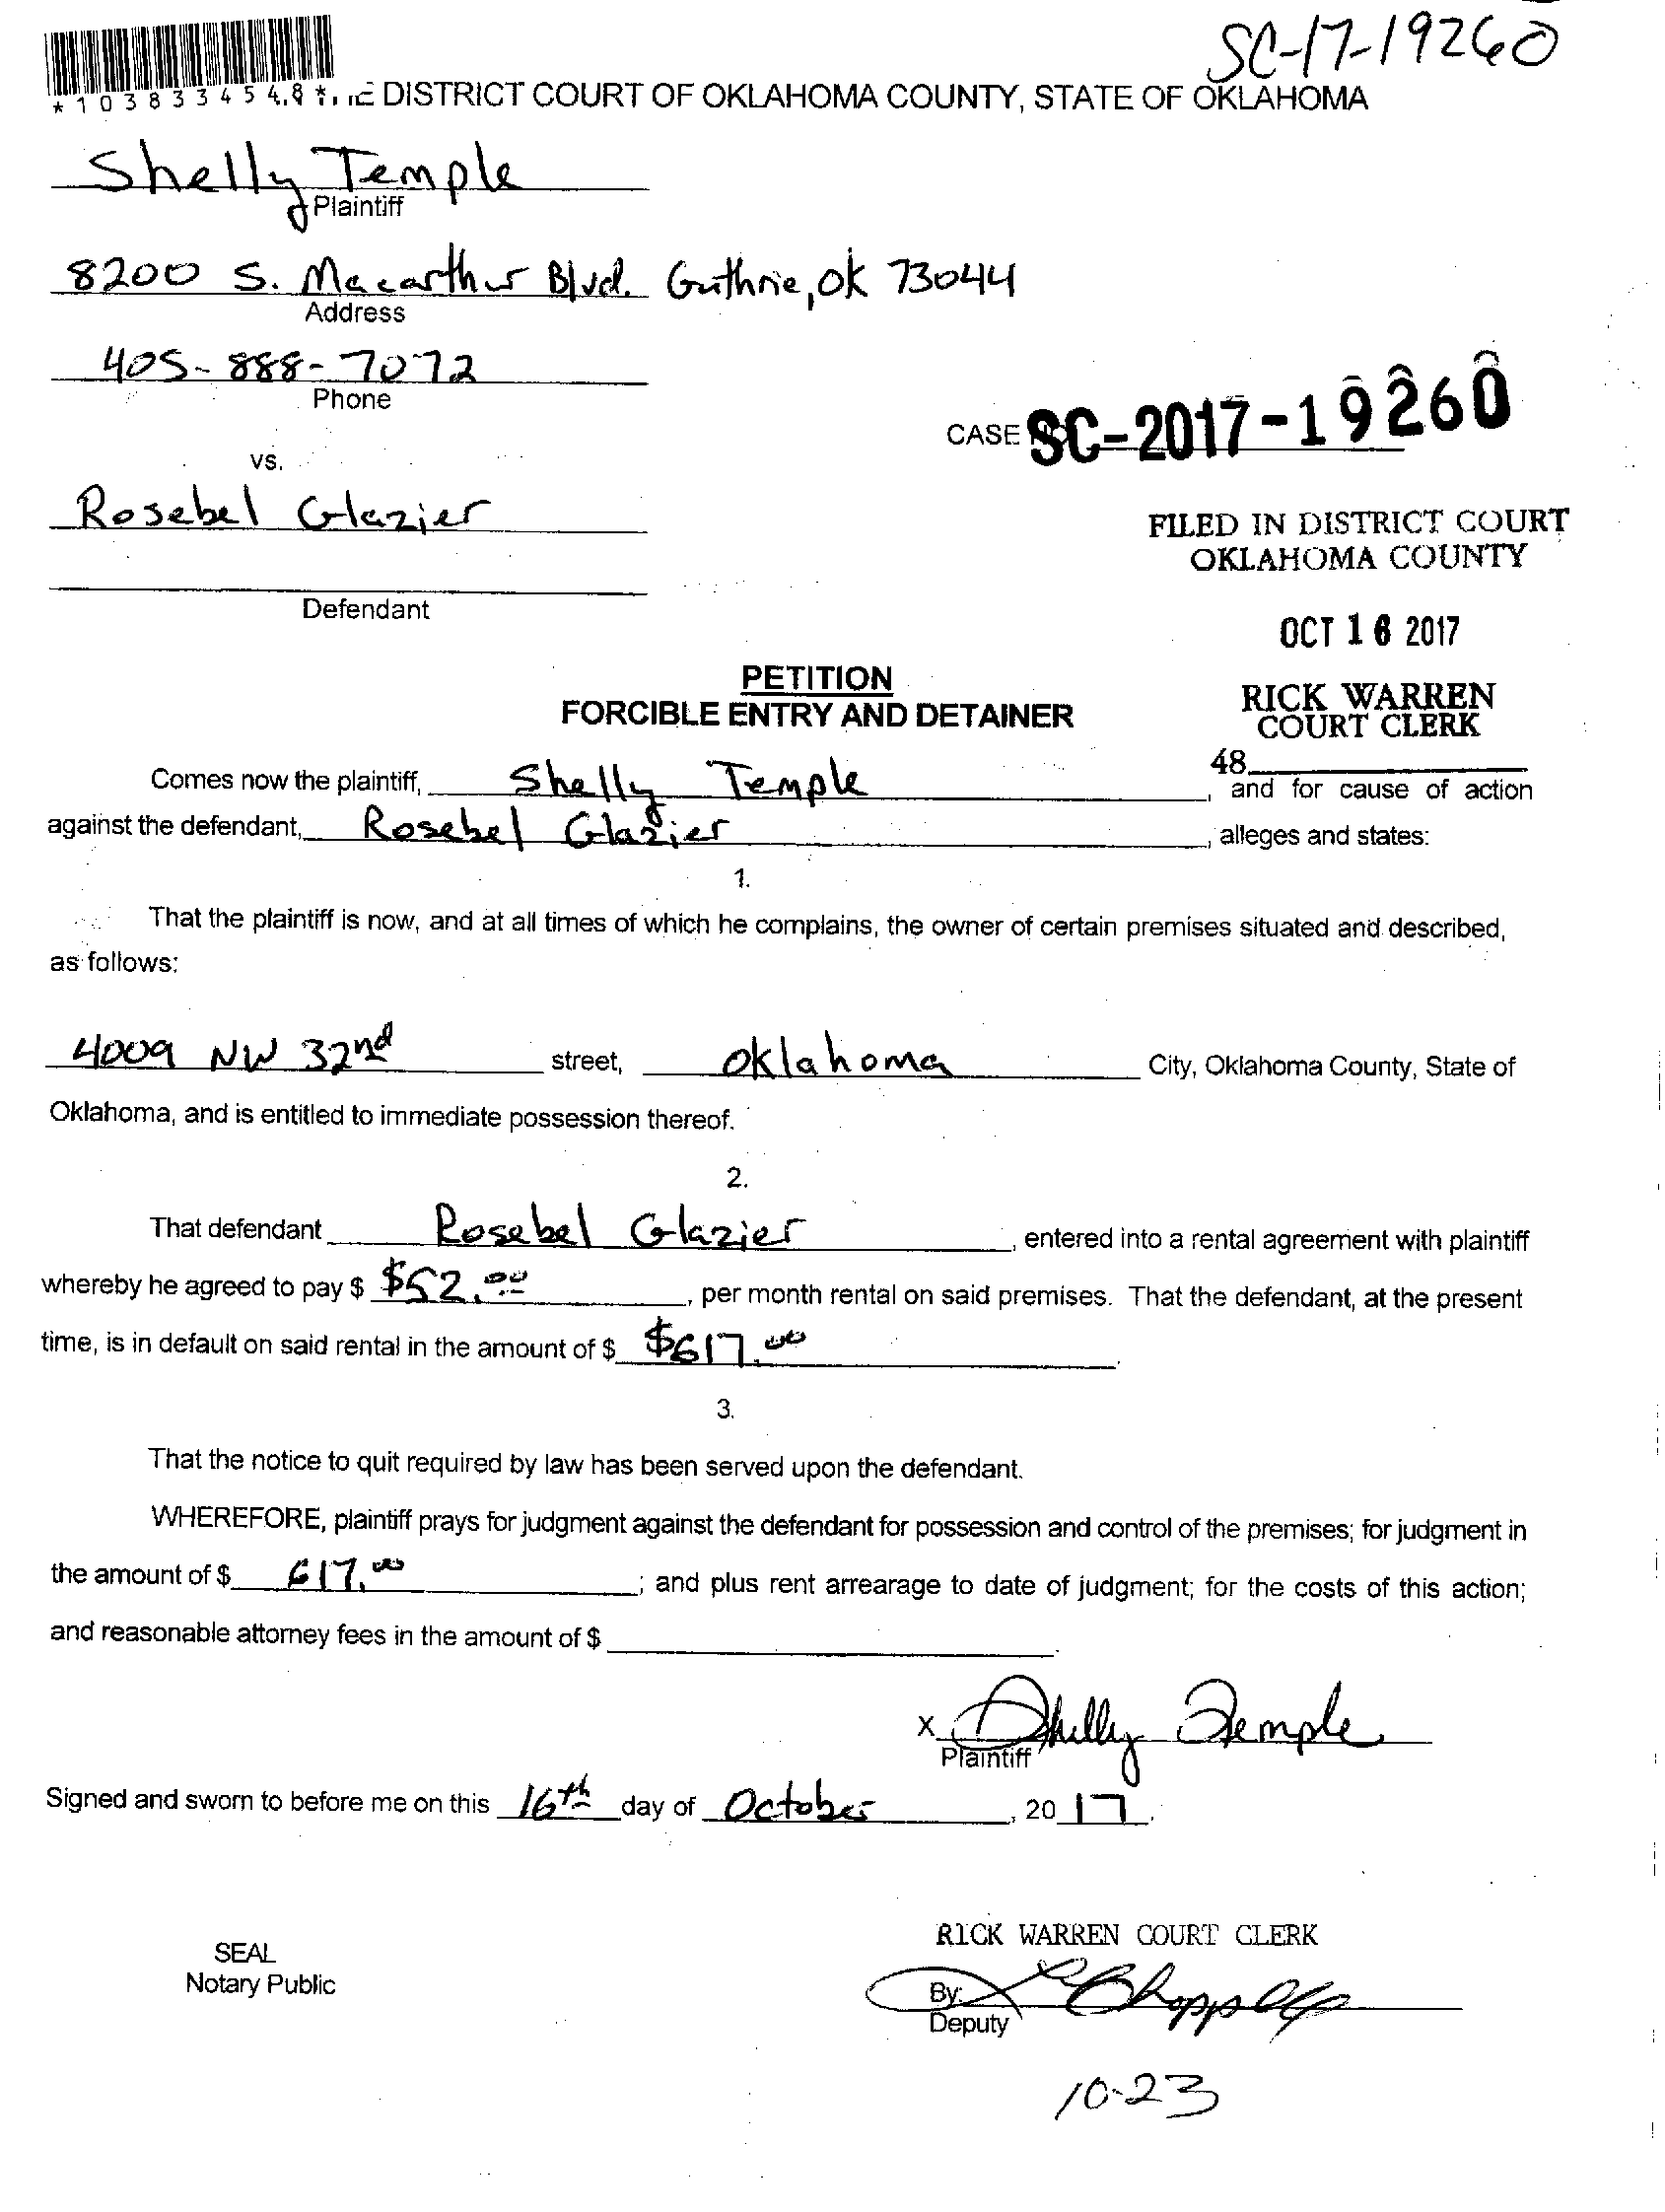 SC-17-19260
*1038334548*
DISTRICT COURT OF OKLAHOMA COUNTY, STATE OF OKLAHOMA
Shelly Temple
Plaintiff
8200 S. Macarthur Blvd. Guthrie, OK 73044
Address
405-888-7072
Phone
CASE SC-2017-19260
vs.
Rosebel Glazier
FILED IN DISTRICT COURT
OKLAHOMA COUNTY
Defendant
OCT 16 2017
PETITION
FORCIBLE ENTRY AND DETAINER
RICK WARREN
COURT CLERK
48
Comes now the plaintiff, Shelly Temple, and for cause of action
against the defendant, Rosebel Glazier, alleges and states:
1.
That the plaintiff is now, and at all times of which he complains, the owner of certain premises situated and described,
as follows:
4009 NW 32nd street, Oklahoma City, Oklahoma County, State of
Oklahoma, and is entitled to immediate possession thereof.
2.
That defendant Rosebel Glazier, entered into a rental agreement with plaintiff
whereby he agreed to pay $ $52.00, per month rental on said premises. That the defendant, at the present
time, is in default on said rental in the amount of $ $617.00.
3.
That the notice to quit required by law has been served upon the defendant.
WHEREFORE, plaintiff prays for judgment against the defendant for possession and control of the premises; for judgment in
the amount of $ 617.00; and plus rent arrearage to date of judgment; for the costs of this action;
and reasonable attorney fees in the amount of $ .
X Shelly Temple
Plaintiff
Signed and sworn to before me on this 16th day of October, 2017.
RICK WARREN COURT CLERK
SEAL
Notary Public
By:
Deputy
10-23